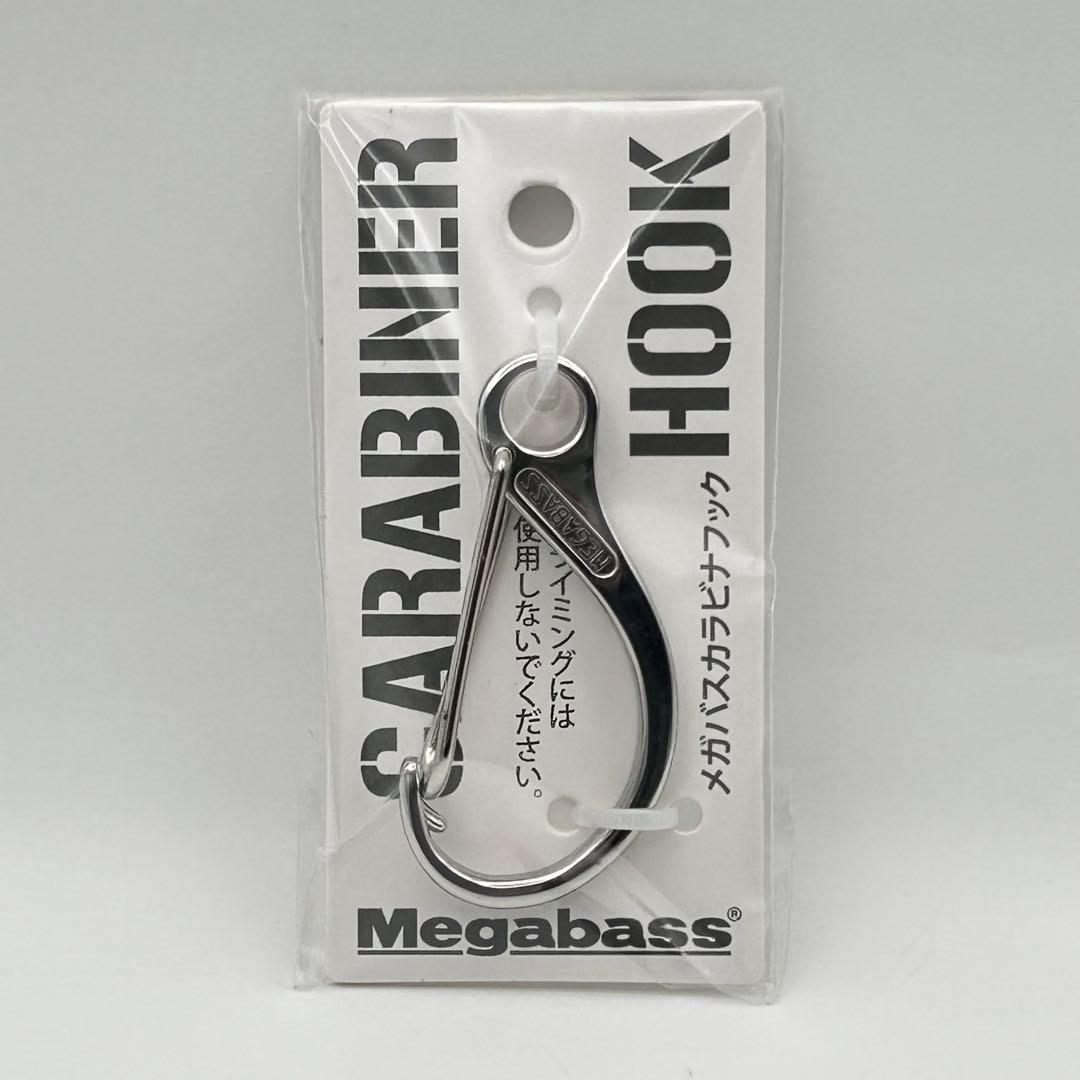 CARABINER
HOOK
メガバスカラビナフック
MEGABASS
イミングには
使用しないでください。
Megabass®